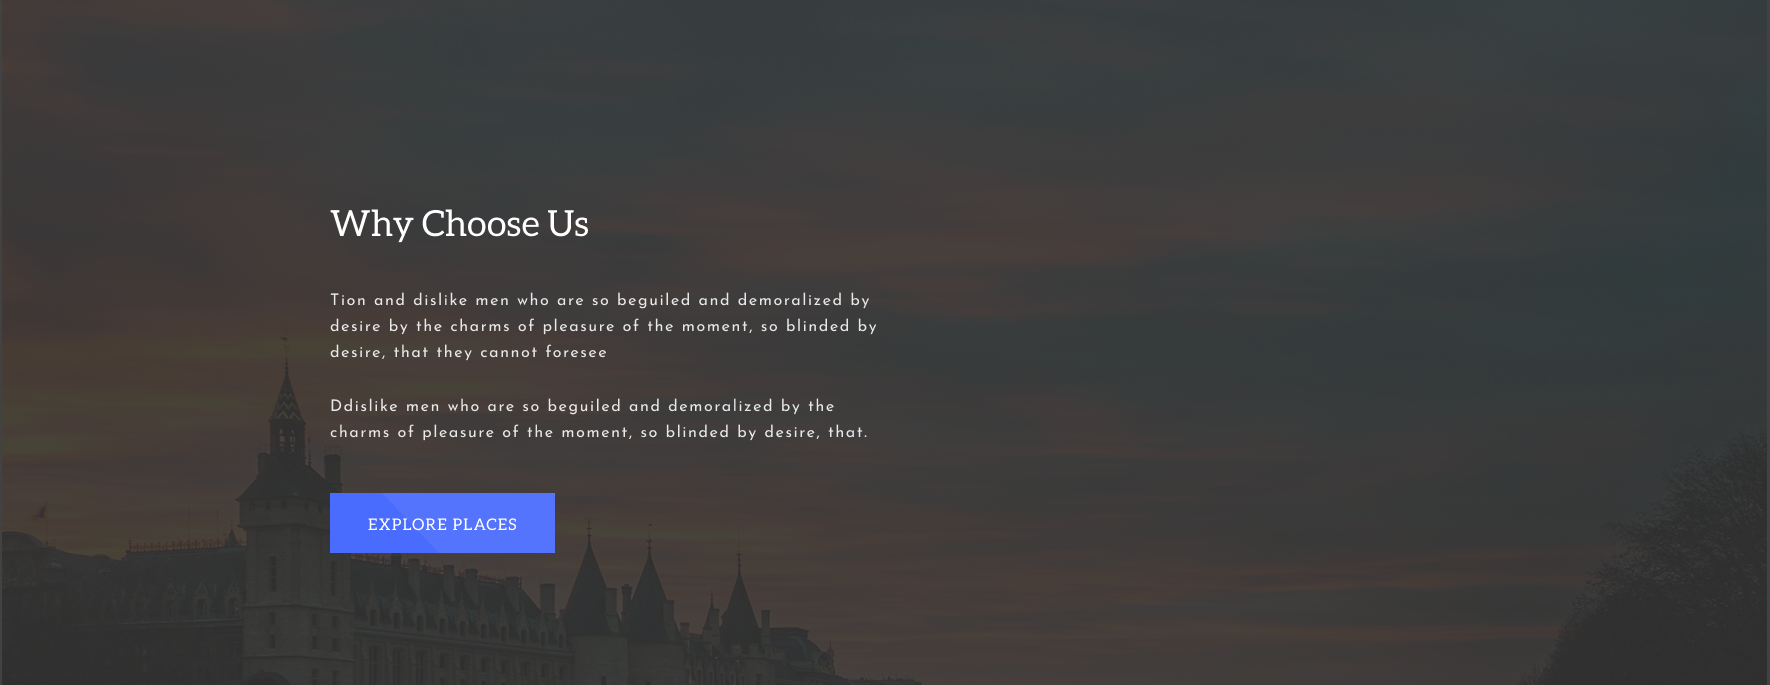 Why Choose Us
Tion and dislike men who are so beguiled and demoralized by
desire by the charms of pleasure of the moment, so blinded by
desire, that they cannot foresee
Ddislike men who are so beguiled and demoralized by the
charms of pleasure of the moment, so blinded by desire, that.
EXPLORE PLACES